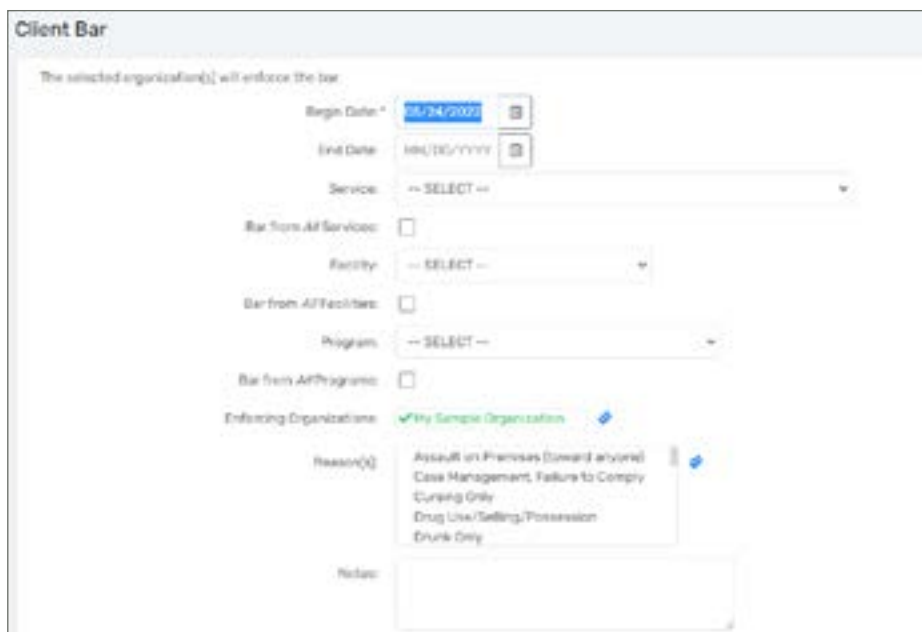 Client Bar
The selected organization(s) will enforce the bar
Begin Date: *
End Date: MM/DD/YYYY
Service: -- SELECT --
Bar from All Services:
Facility: -- SELECT --
Bar from All Facilities:
Program: -- SELECT --
Bar from All Programs:
Enforcing Organizations: My Sample Organization
Reason(s):
Assault on Premises (toward anyone)
Case Management, Failure to Comply
Cursing Only
Drug Use/Selling/Possession
Drunk Only
Notes: